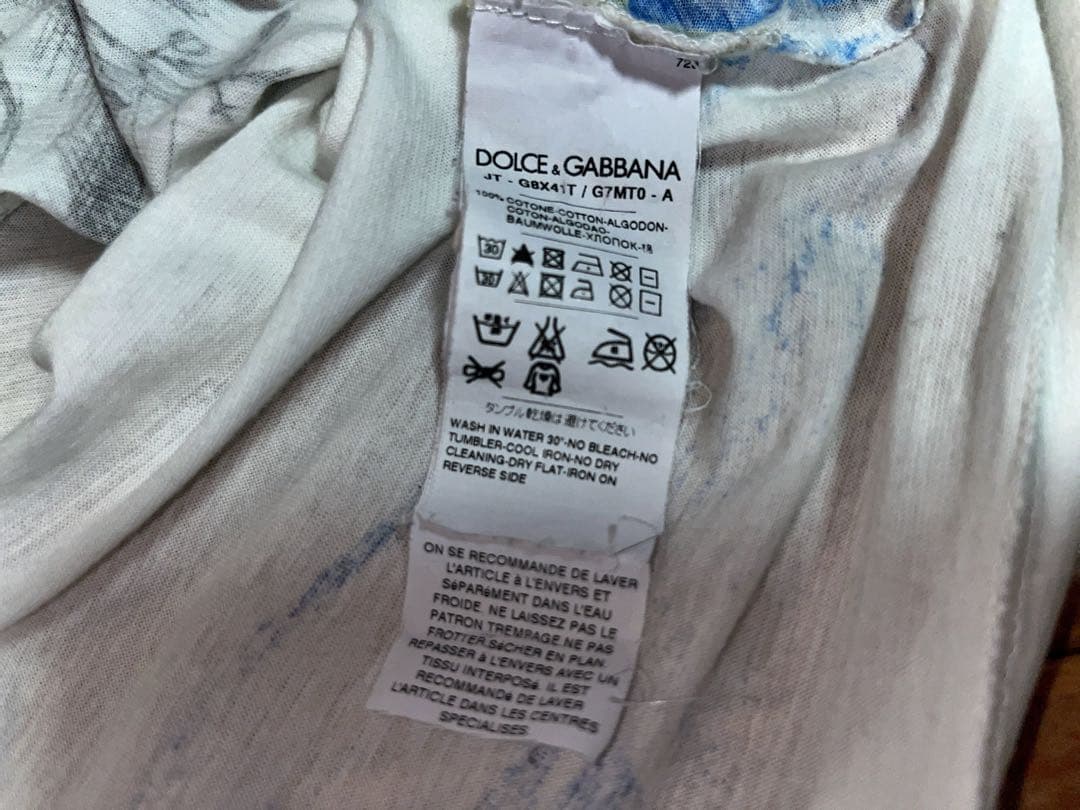 723
DOLCE & GABBANA
JT - G8X41T / G7MT0 - A
100% COTONE-COTTON-ALGODON-
COTON-ALGODAO-
BAUMWOLLE-ХЛОПОК-棉
30
30
タンブル乾燥は避けてください
WASH IN WATER 30°-NO BLEACH-NO
TUMBLER-COOL IRON-NO DRY
CLEANING-DRY FLAT-IRON ON
REVERSE SIDE
ON SE RECOMMANDE DE LAVER
L'ARTICLE à L'ENVERS ET
SéPARéMENT DANS L'EAU
FROIDE. NE LAISSEZ PAS LE
PATRON TREMPAGE.NE PAS
FROTTER.SéCHER EN PLAN.
REPASSER à L'ENVERS AVEC UN
TISSU INTERPOSé. IL EST
RECOMMANDé DE LAVER
L'ARTICLE DANS LES CENTRES
SPECIALISES